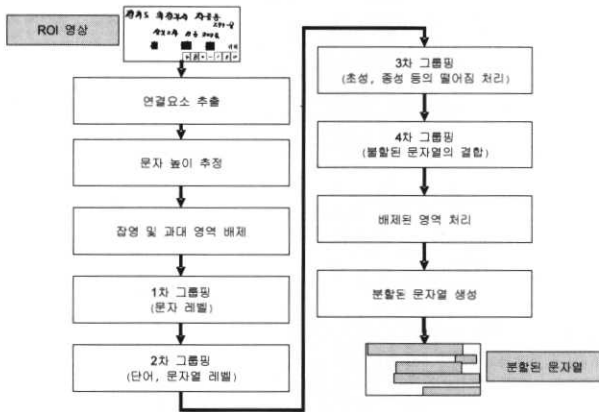 ROI 영상
연결요소 추출
문자 높이 추정
잡영 및 과대 영역 배제
1차 그룹핑
(문자 레벨)
2차 그룹핑
(단어, 문자열 레벨)
3차 그룹핑
(초성, 종성 등의 떨어짐 처리)
4차 그룹핑
(불할된 문자열의 결합)
배제된 영역 처리
분할된 문자열 생성
분할된 문자열